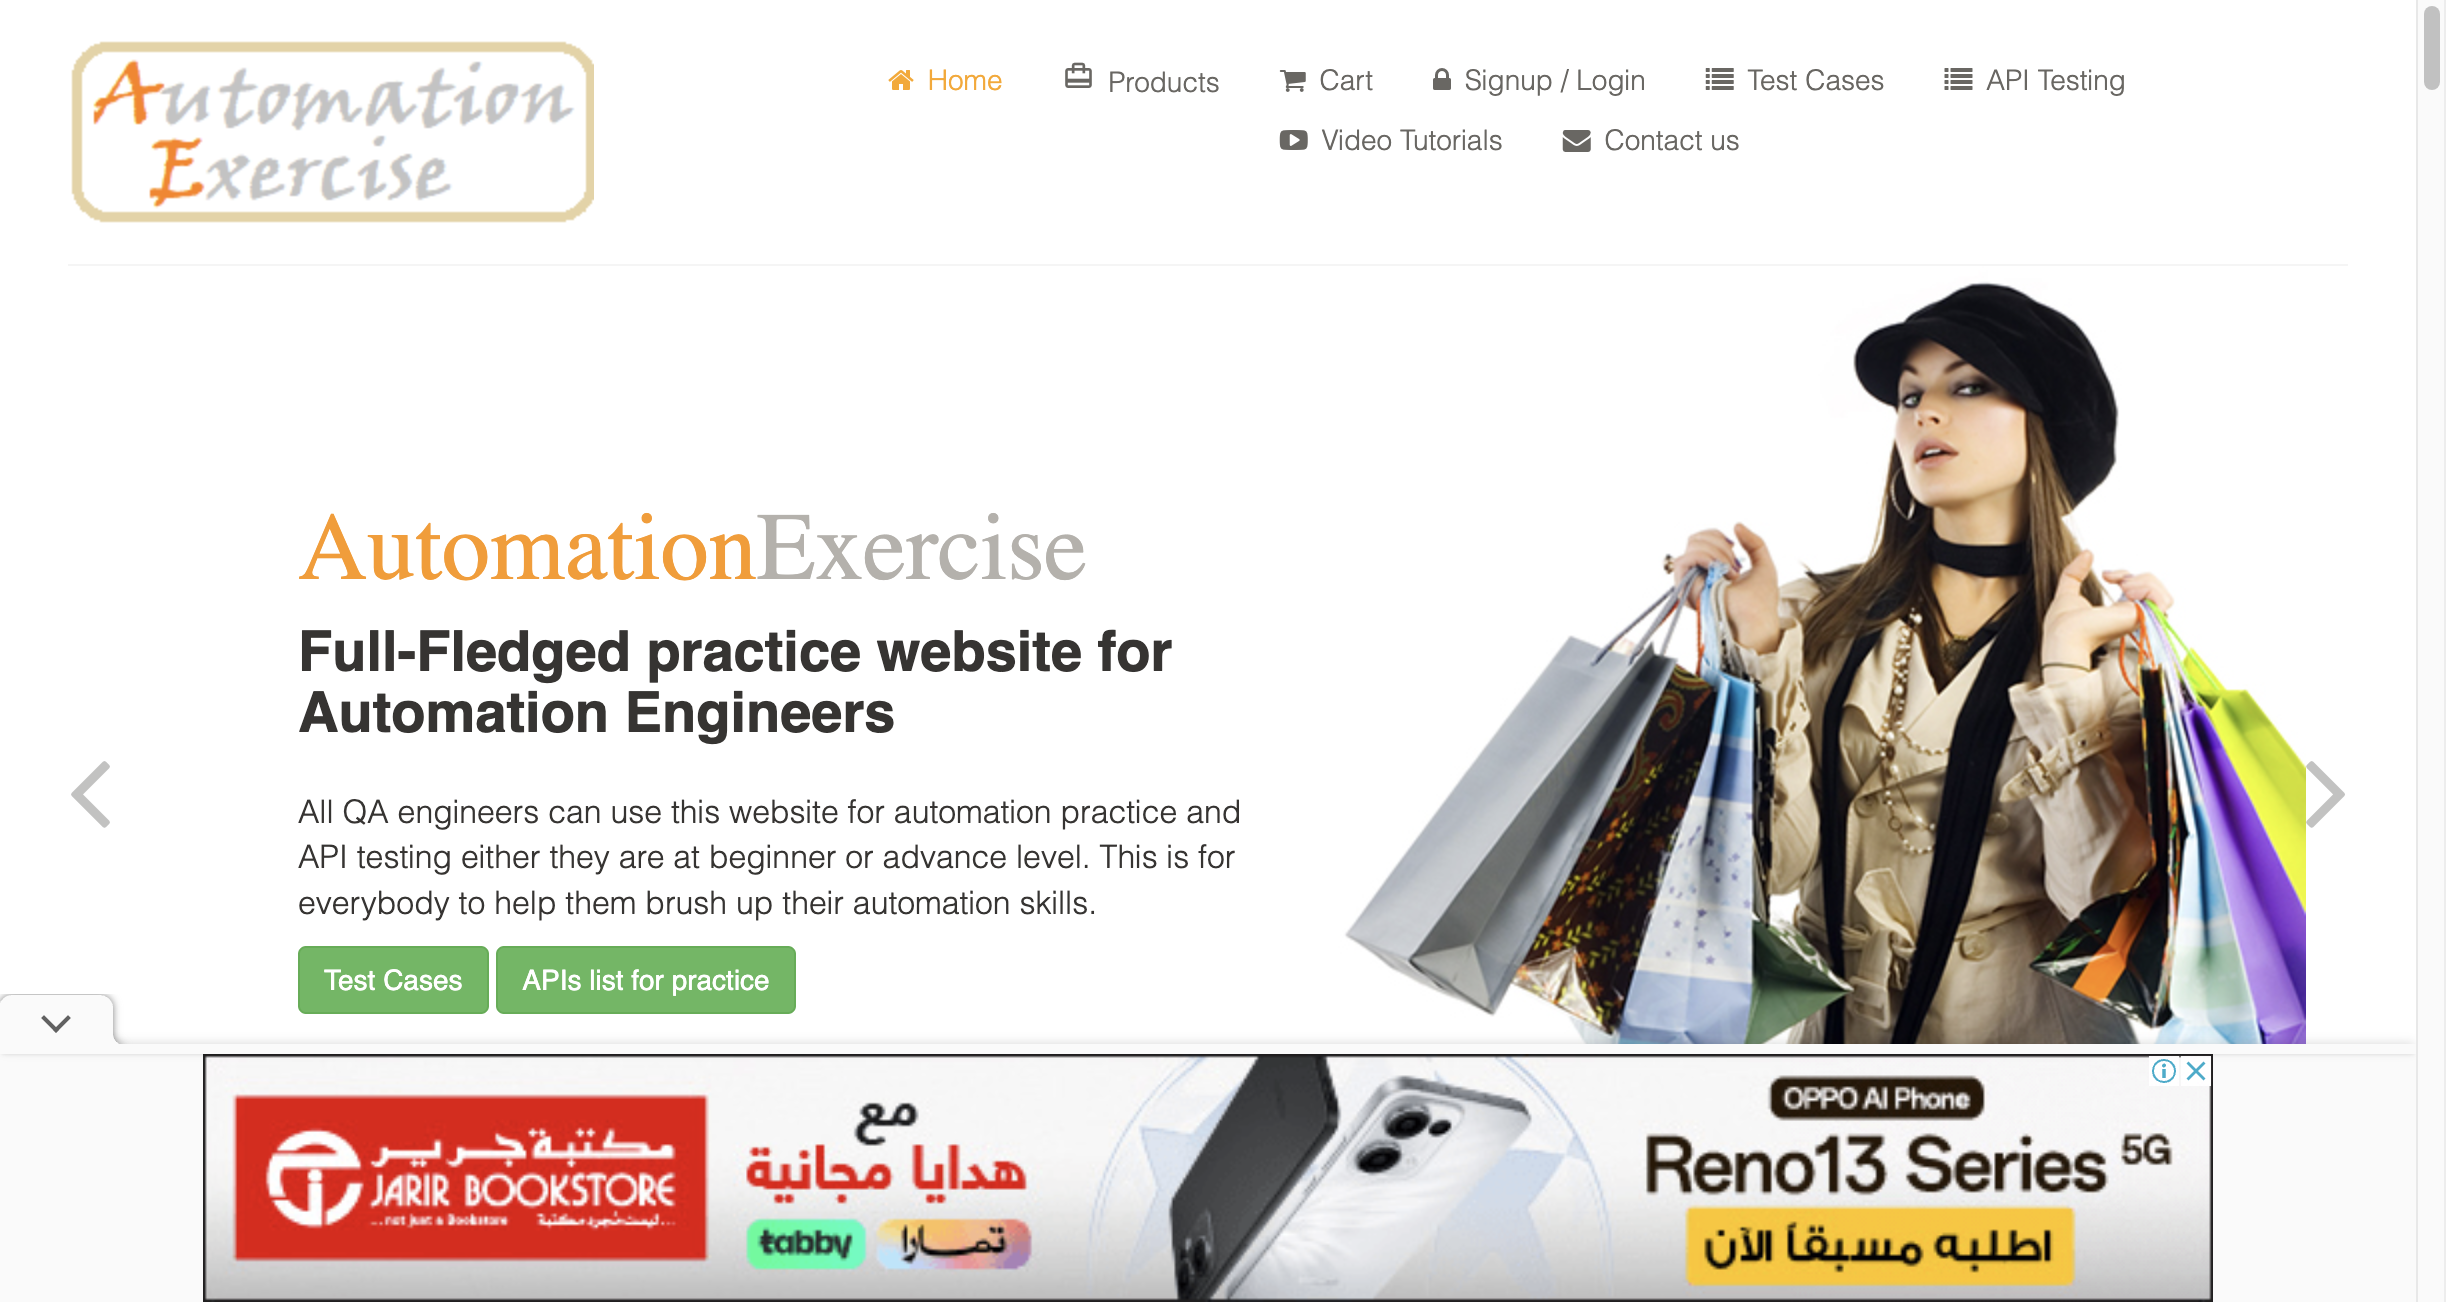 Automation
Exercise
Home
Products
Cart
Signup / Login
Test Cases
API Testing
Video Tutorials
Contact us
AutomationExercise
Full-Fledged practice website for
Automation Engineers
All QA engineers can use this website for automation practice and
API testing either they are at beginner or advance level. This is for
everybody to help them brush up their automation skills.
Test Cases
APIs list for practice
مكتبة جرير
JARIR BOOKSTORE
...not just a Bookstore
ليست مجرد مكتبة...
مع
هدايا مجانية
tabby
تمارا
OPPO AI Phone
Reno13 Series 5G
اطلبه مسبقاً الآن